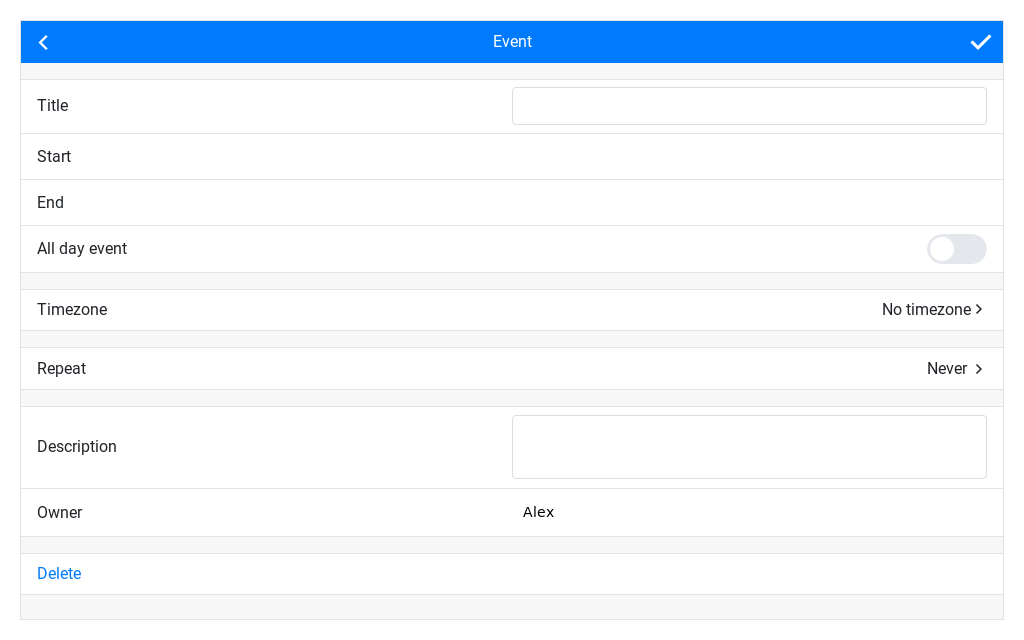 Event
Title
Start
End
All day event
Timezone No timezone
Repeat Never
Description
Owner Alex
Delete